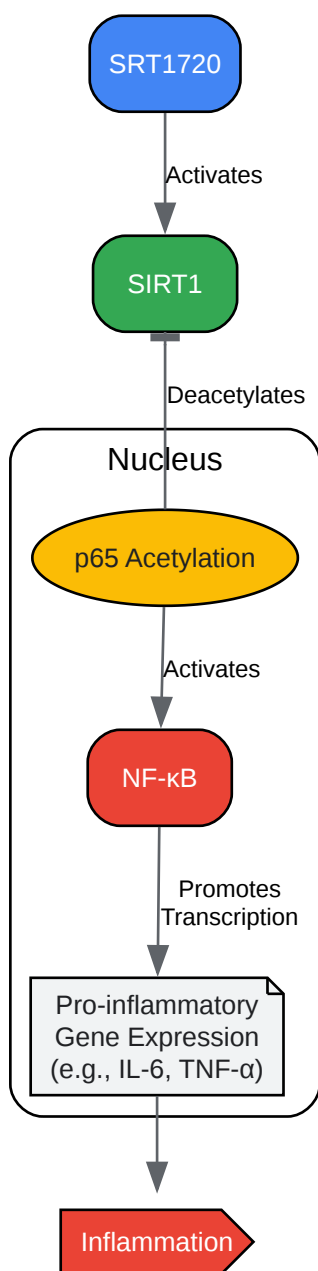 SRT1720
Activates
SIRT1
Deacetylates
Nucleus
p65 Acetylation
Activates
NF-κB
Promotes
Transcription
Pro-inflammatory
Gene Expression
(e.g., IL-6, TNF-α)
Inflammation